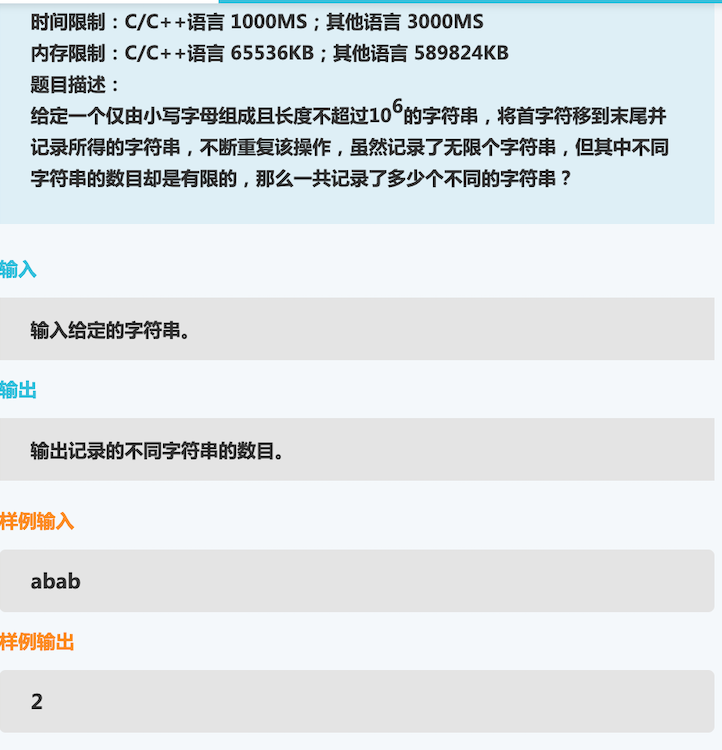 时间限制：C/C++语言 1000MS；其他语言 3000MS
内存限制：C/C++语言 65536KB；其他语言 589824KB
题目描述：
给定一个仅由小写字母组成且长度不超过10^6的字符串，将首字符移到末尾并
记录所得的字符串，不断重复该操作，虽然记录了无限个字符串，但其中不同
字符串的数目却是有限的，那么一共记录了多少个不同的字符串？
输入
输入给定的字符串。
输出
输出记录的不同字符串的数目。
样例输入
abab
样例输出
2